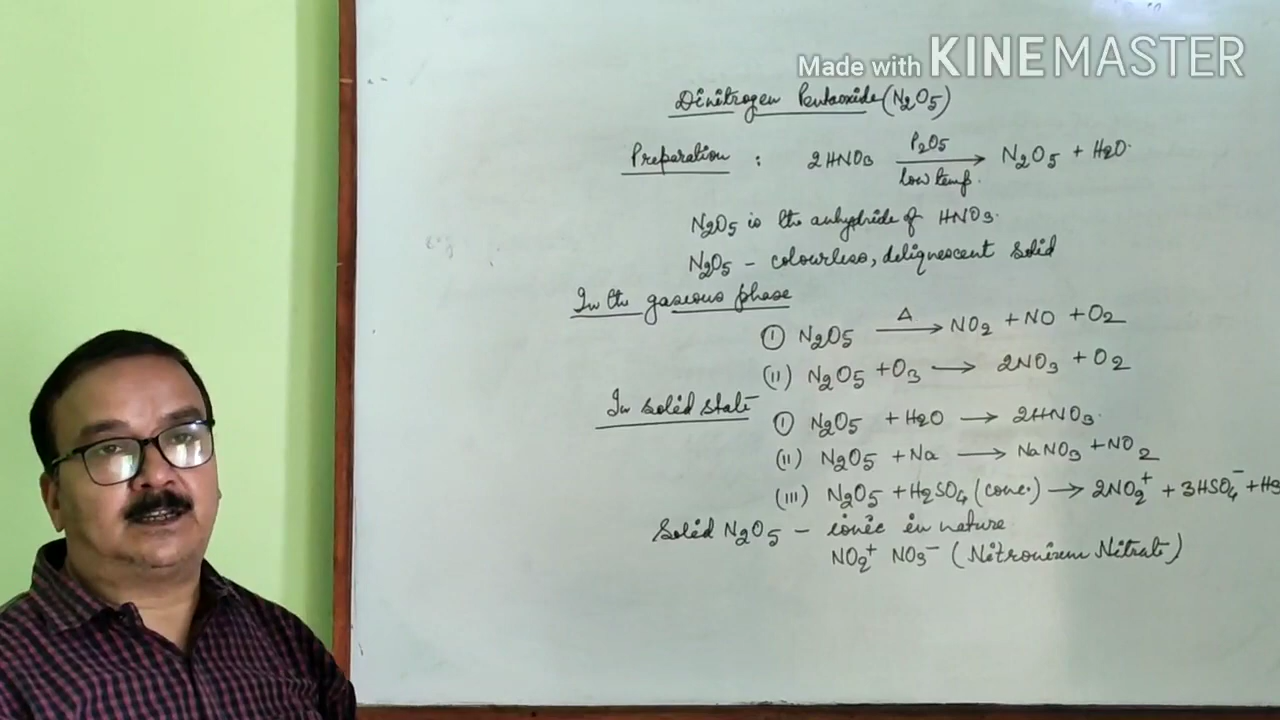 Made with KINEMASTER
Dinitrogen Pentaoxide (N2O5)
Preparation : 2HNO3 P2O5 → low temp. N2O5 + H2O
N2O5 is the anhydride of HNO3.
N2O5 – colourless, deliquescent solid
In the gaseous phase
(i) N2O5 Δ → NO2 + NO + O2
(ii) N2O5 + O3 → 2NO3 + O2
In solid state
(i) N2O5 + H2O → 2HNO3.
(ii) N2O5 + Na → NaNO3 + NO2
(iii) N2O5 + H2SO4 (conc.) → 2NO2+ + 3HSO4− + H3
Solid N2O5 – ionic in nature
NO2+ NO3− (Nitronium Nitrate)